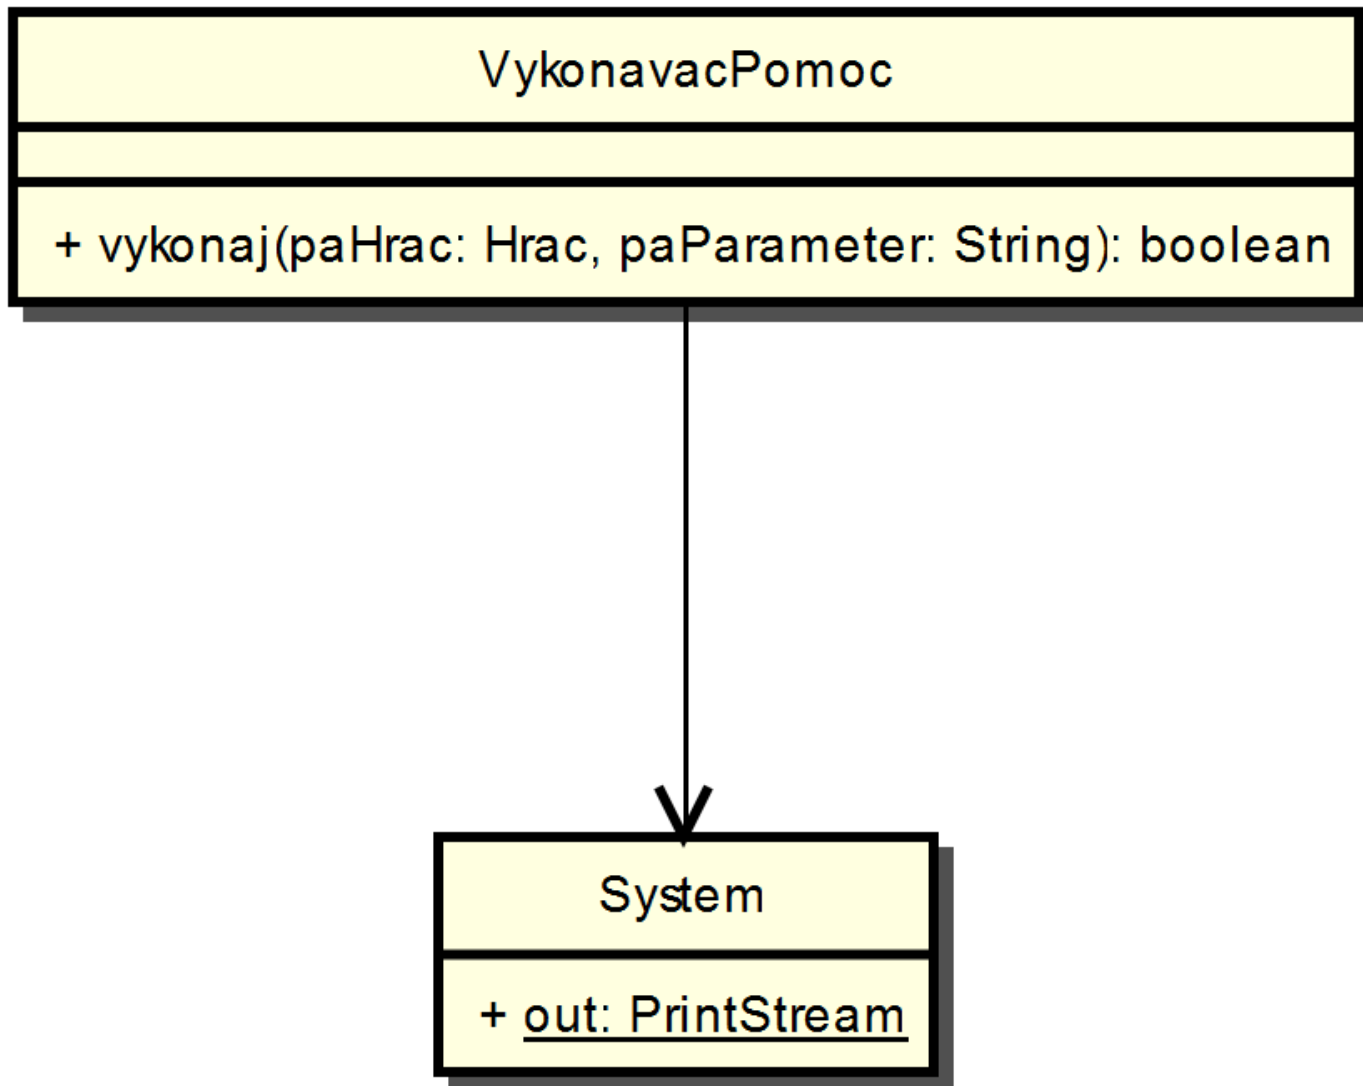 VykonavacPomoc
+ vykonaj(paHrac: Hrac, paParameter: String): boolean
System
+ out: PrintStream